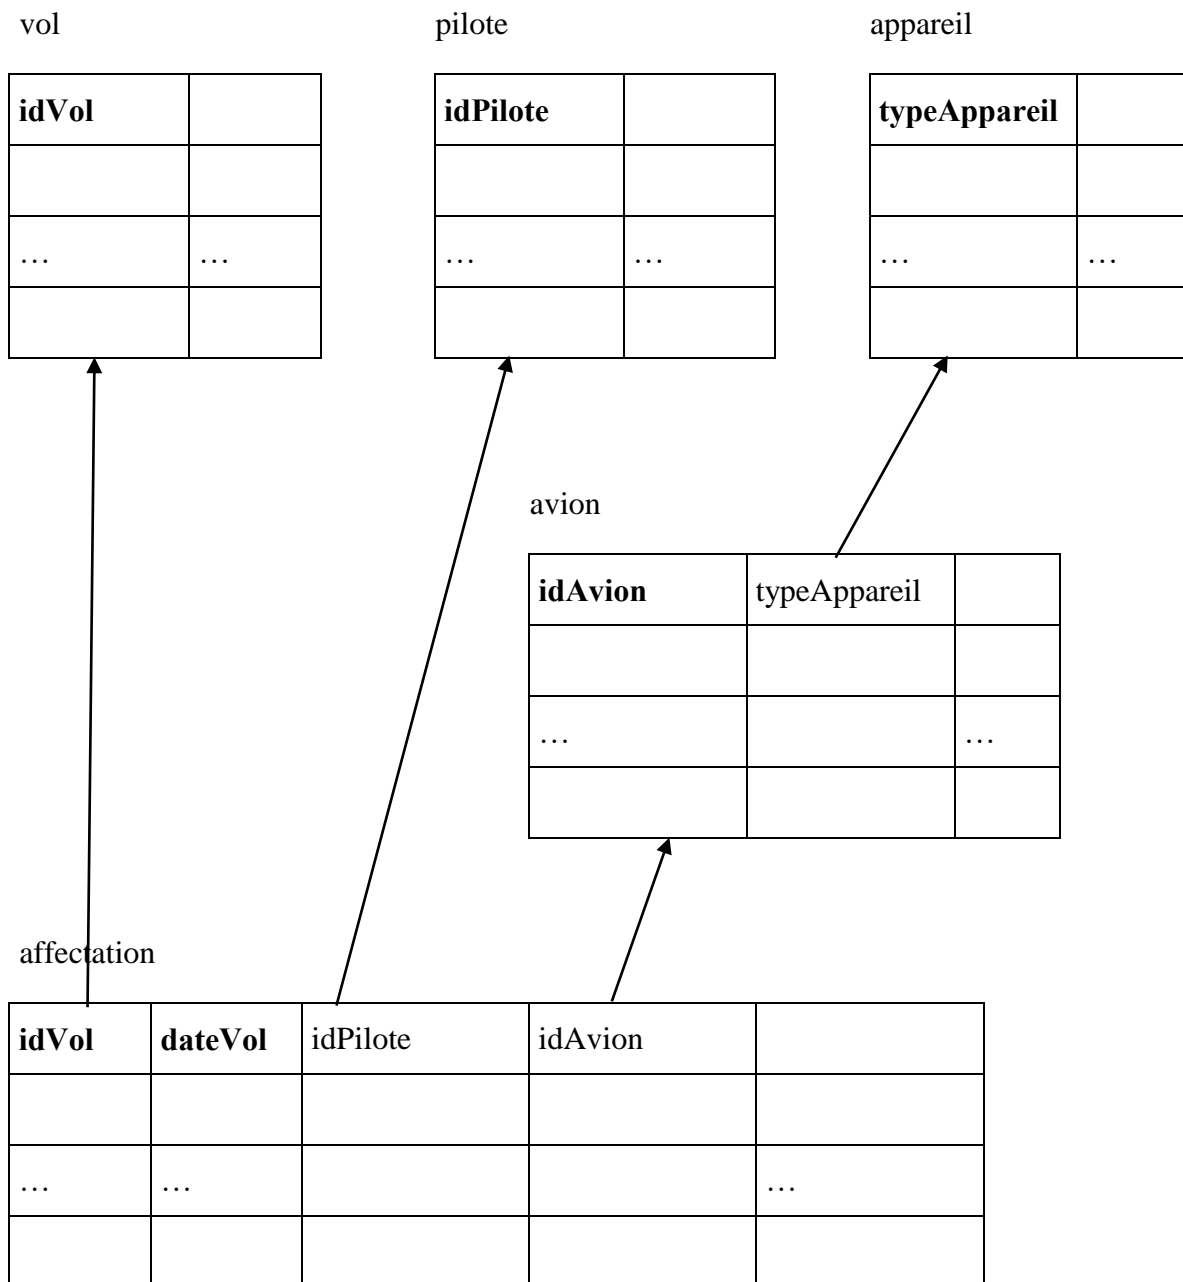 vol pilote appareil
idVol idPilote typeAppareil
… … … … … …
avion
idAvion typeAppareil
… …
affectation
idVol dateVol idPilote idAvion
… … …